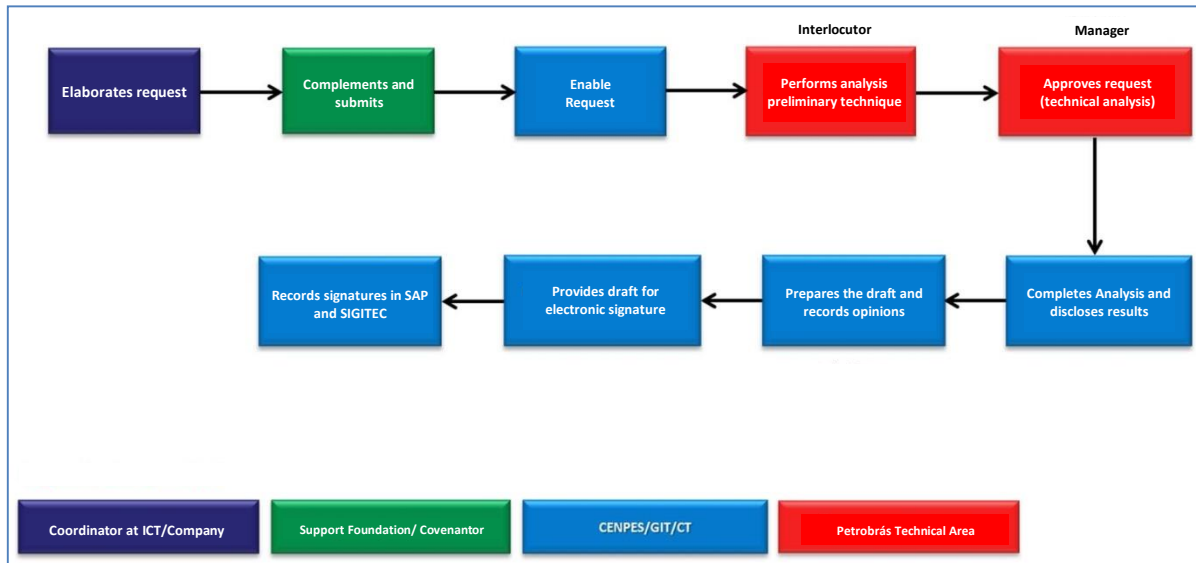 Interlocutor
Manager
Elaborates request
Complements and
submits
Enable
Request
Performs analysis
preliminary technique
Approves request
(technical analysis)
Records signatures in SAP
and SIGITEC
Provides draft for
electronic signature
Prepares the draft and
records opinions
Completes Analysis and
discloses results
Coordinator at ICT/Company
Support Foundation/ Covenantor
CENPES/GIT/CT
Petrobrás Technical Area